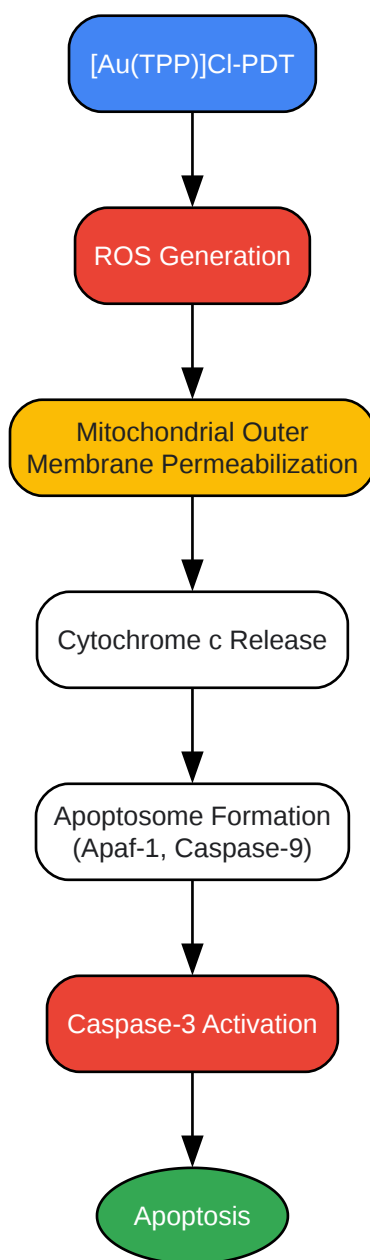 [Au(TPP)]Cl-PDT
ROS Generation
Mitochondrial Outer
Membrane Permeabilization
Cytochrome c Release
Apoptosome Formation
(Apaf-1, Caspase-9)
Caspase-3 Activation
Apoptosis